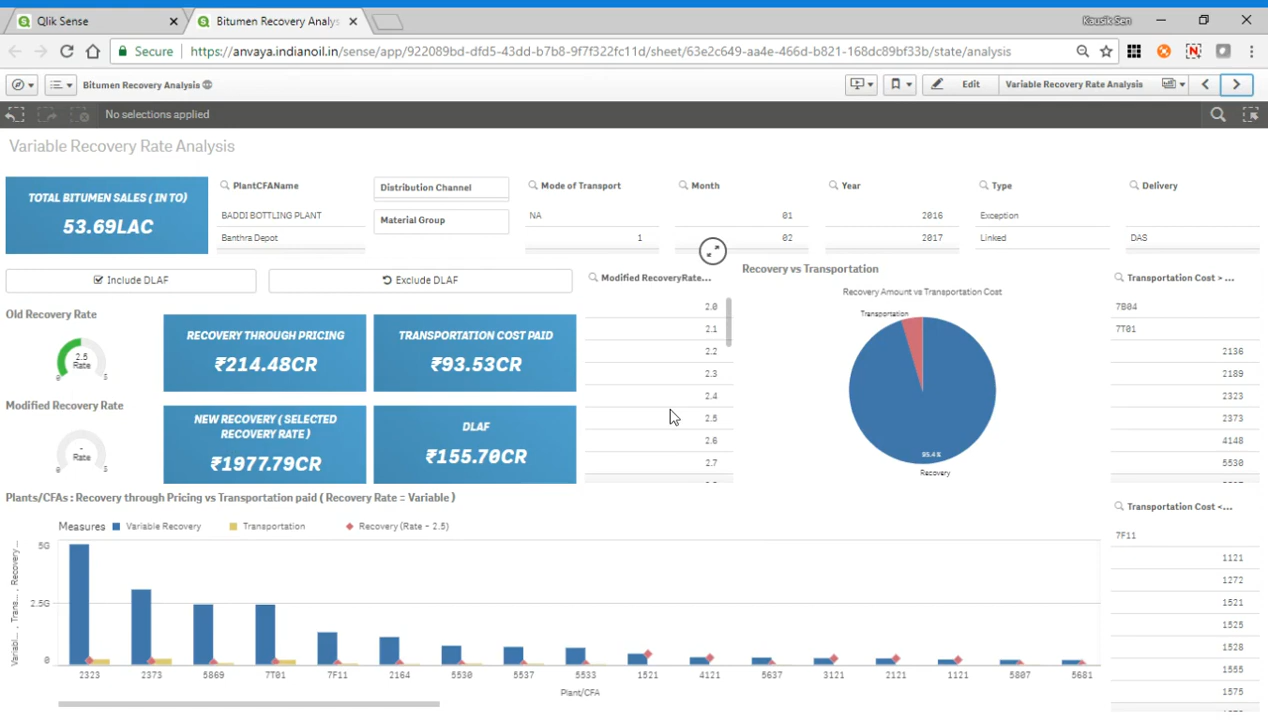 Qlik Sense
Bitumen Recovery Analys
Kausik Sen
Secure
https://anvaya.indianoil.in/sense/app/922089bd-dfd5-43dd-b7b8-9f7f322fc11d/sheet/63e2c649-aa4e-466d-b821-168dc89bf33b/state/analysis
Bitumen Recovery Analysis
Edit
Variable Recovery Rate Analysis
No selections applied
Variable Recovery Rate Analysis
TOTAL BITUMEN SALES ( IN TO)
53.69LAC
PlantCFAName
BADDI BOTTLING PLANT
Banthra Depot
Distribution Channel
Material Group
Mode of Transport
NA
1
Month
01
02
Year
2016
2017
Type
Exception
Linked
Delivery
DAS
Include DLAF
Exclude DLAF
Old Recovery Rate
2.5
Rate
0
5
Modified Recovery Rate
-
Rate
0
5
RECOVERY THROUGH PRICING
₹214.48CR
TRANSPORTATION COST PAID
₹93.53CR
NEW RECOVERY ( SELECTED
RECOVERY RATE )
₹1977.79CR
DLAF
₹155.70CR
Modified RecoveryRate...
2.0
2.1
2.2
2.3
2.4
2.5
2.6
2.7
Recovery vs Transportation
Recovery Amount vs Transportation Cost
Transportation
95.4%
Recovery
Transportation Cost > ...
7B04
7T01
2136
2189
2323
2373
4148
5530
Transportation Cost <...
7F11
1121
1272
1521
1525
1528
1555
1575
Plants/CFAs : Recovery through Pricing vs Transportation paid ( Recovery Rate = Variable )
Measures
Variable Recovery
Transportation
Recovery (Rate - 2.5)
Variabl... , Trans... , Recovery...
5G
2.5G
0
2323 2373 5869 7T01 7F11 2164 5530 5537 5533 1521 4121 5637 3121 2121 1121 5807 5681
Plant/CFA